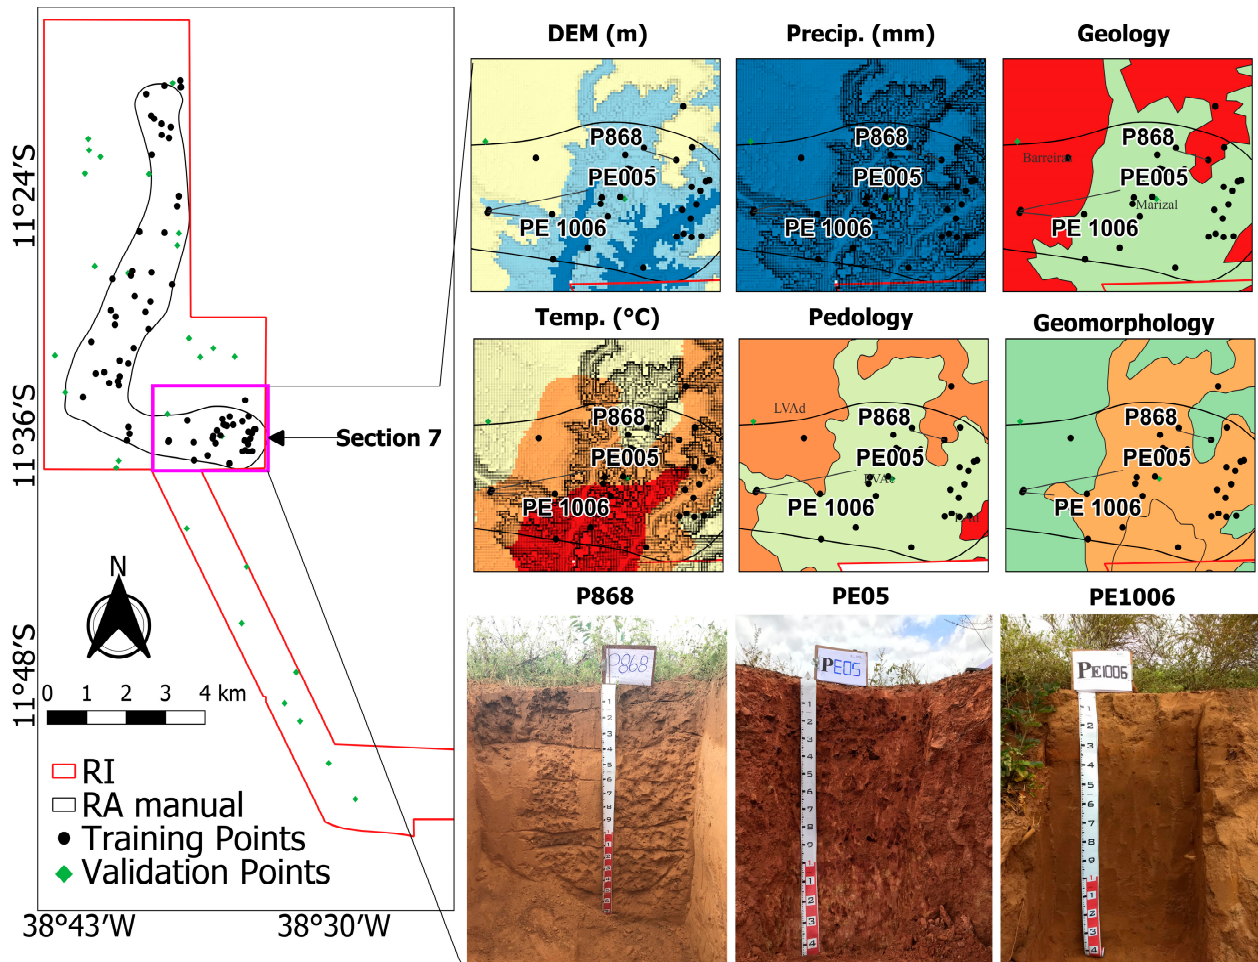 11°24'S
11°36'S
11°48'S
38°43'W
38°30'W
Section 7
N
0 1 2 3 4 km
RI
RA manual
Training Points
Validation Points
DEM (m)
P868
PE005
PE 1006
Precip. (mm)
P868
PE005
PE 1006
Geology
Barreiras
P868
PE005
Marizal
PE 1006
Temp. (°C)
P868
PE005
PE 1006
Pedology
LVAd
P868
PE005
PE 1006
Geomorphology
P868
PE005
PE 1006
P868
P868
PE05
PE05
PE1006
PE1006